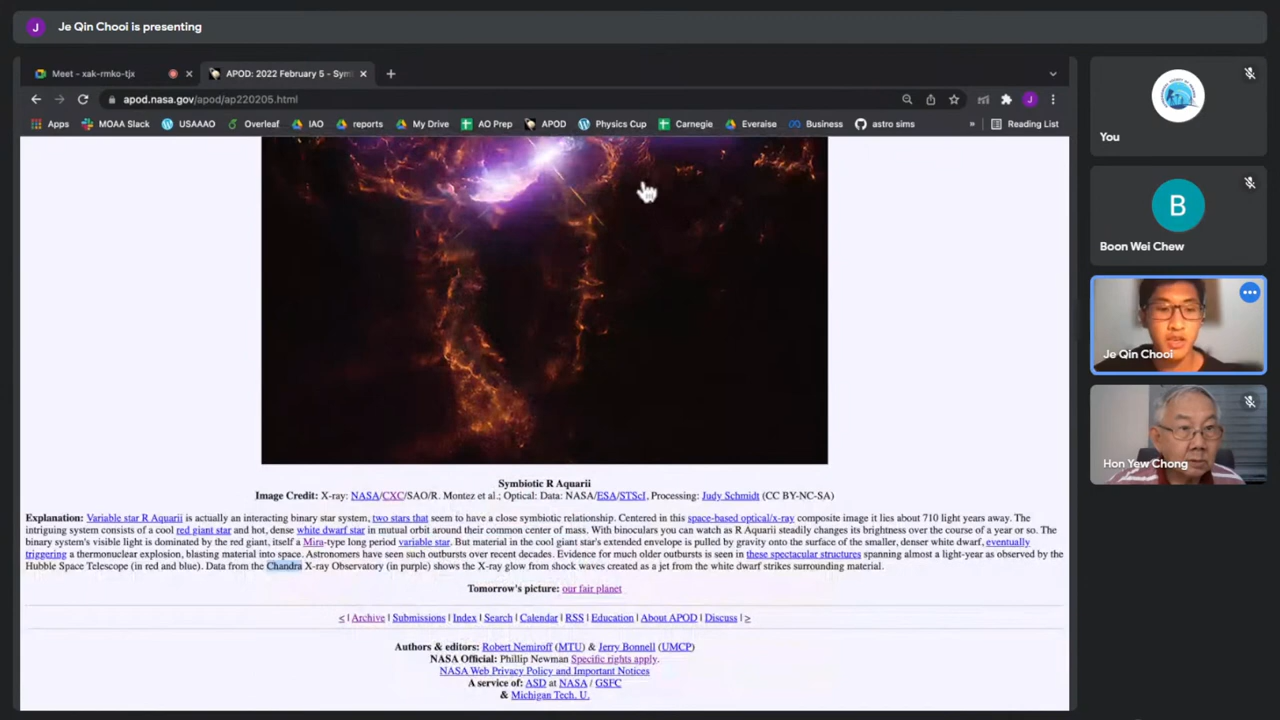 J
Je Qin Chooi is presenting
Meet - xak-rmko-tjx
APOD: 2022 February 5 - Sym
apod.nasa.gov/apod/ap220205.html
J
Apps
MOAA Slack
USAAAO
Overleaf
IAO
reports
My Drive
AO Prep
APOD
Physics Cup
Carnegie
Everaise
Business
astro sims
»
Reading List
Symbiotic R Aquarii
Image Credit: X-ray: NASA/CXC/SAO/R. Montez et al.; Optical: Data: NASA/ESA/STScI, Processing: Judy Schmidt (CC BY-NC-SA)
Explanation: Variable star R Aquarii is actually an interacting binary star system, two stars that seem to have a close symbiotic relationship. Centered in this space-based optical/x-ray composite image it lies about 710 light years away. The
intriguing system consists of a cool red giant star and hot, dense white dwarf star in mutual orbit around their common center of mass. With binoculars you can watch as R Aquarii steadily changes its brightness over the course of a year or so. The
binary system's visible light is dominated by the red giant, itself a Mira-type long period variable star. But material in the cool giant star's extended envelope is pulled by gravity onto the surface of the smaller, denser white dwarf, eventually
triggering a thermonuclear explosion, blasting material into space. Astronomers have seen such outbursts over recent decades. Evidence for much older outbursts is seen in these spectacular structures spanning almost a light-year as observed by the
Hubble Space Telescope (in red and blue). Data from the Chandra X-ray Observatory (in purple) shows the X-ray glow from shock waves created as a jet from the white dwarf strikes surrounding material.
Tomorrow's picture: our fair planet
< | Archive | Submissions | Index | Search | Calendar | RSS | Education | About APOD | Discuss | >
Authors & editors: Robert Nemiroff (MTU) & Jerry Bonnell (UMCP)
NASA Official: Phillip Newman Specific rights apply.
NASA Web Privacy Policy and Important Notices
A service of: ASD at NASA / GSFC
& Michigan Tech. U.
You
B
Boon Wei Chew
Je Qin Chooi
Hon Yew Chong